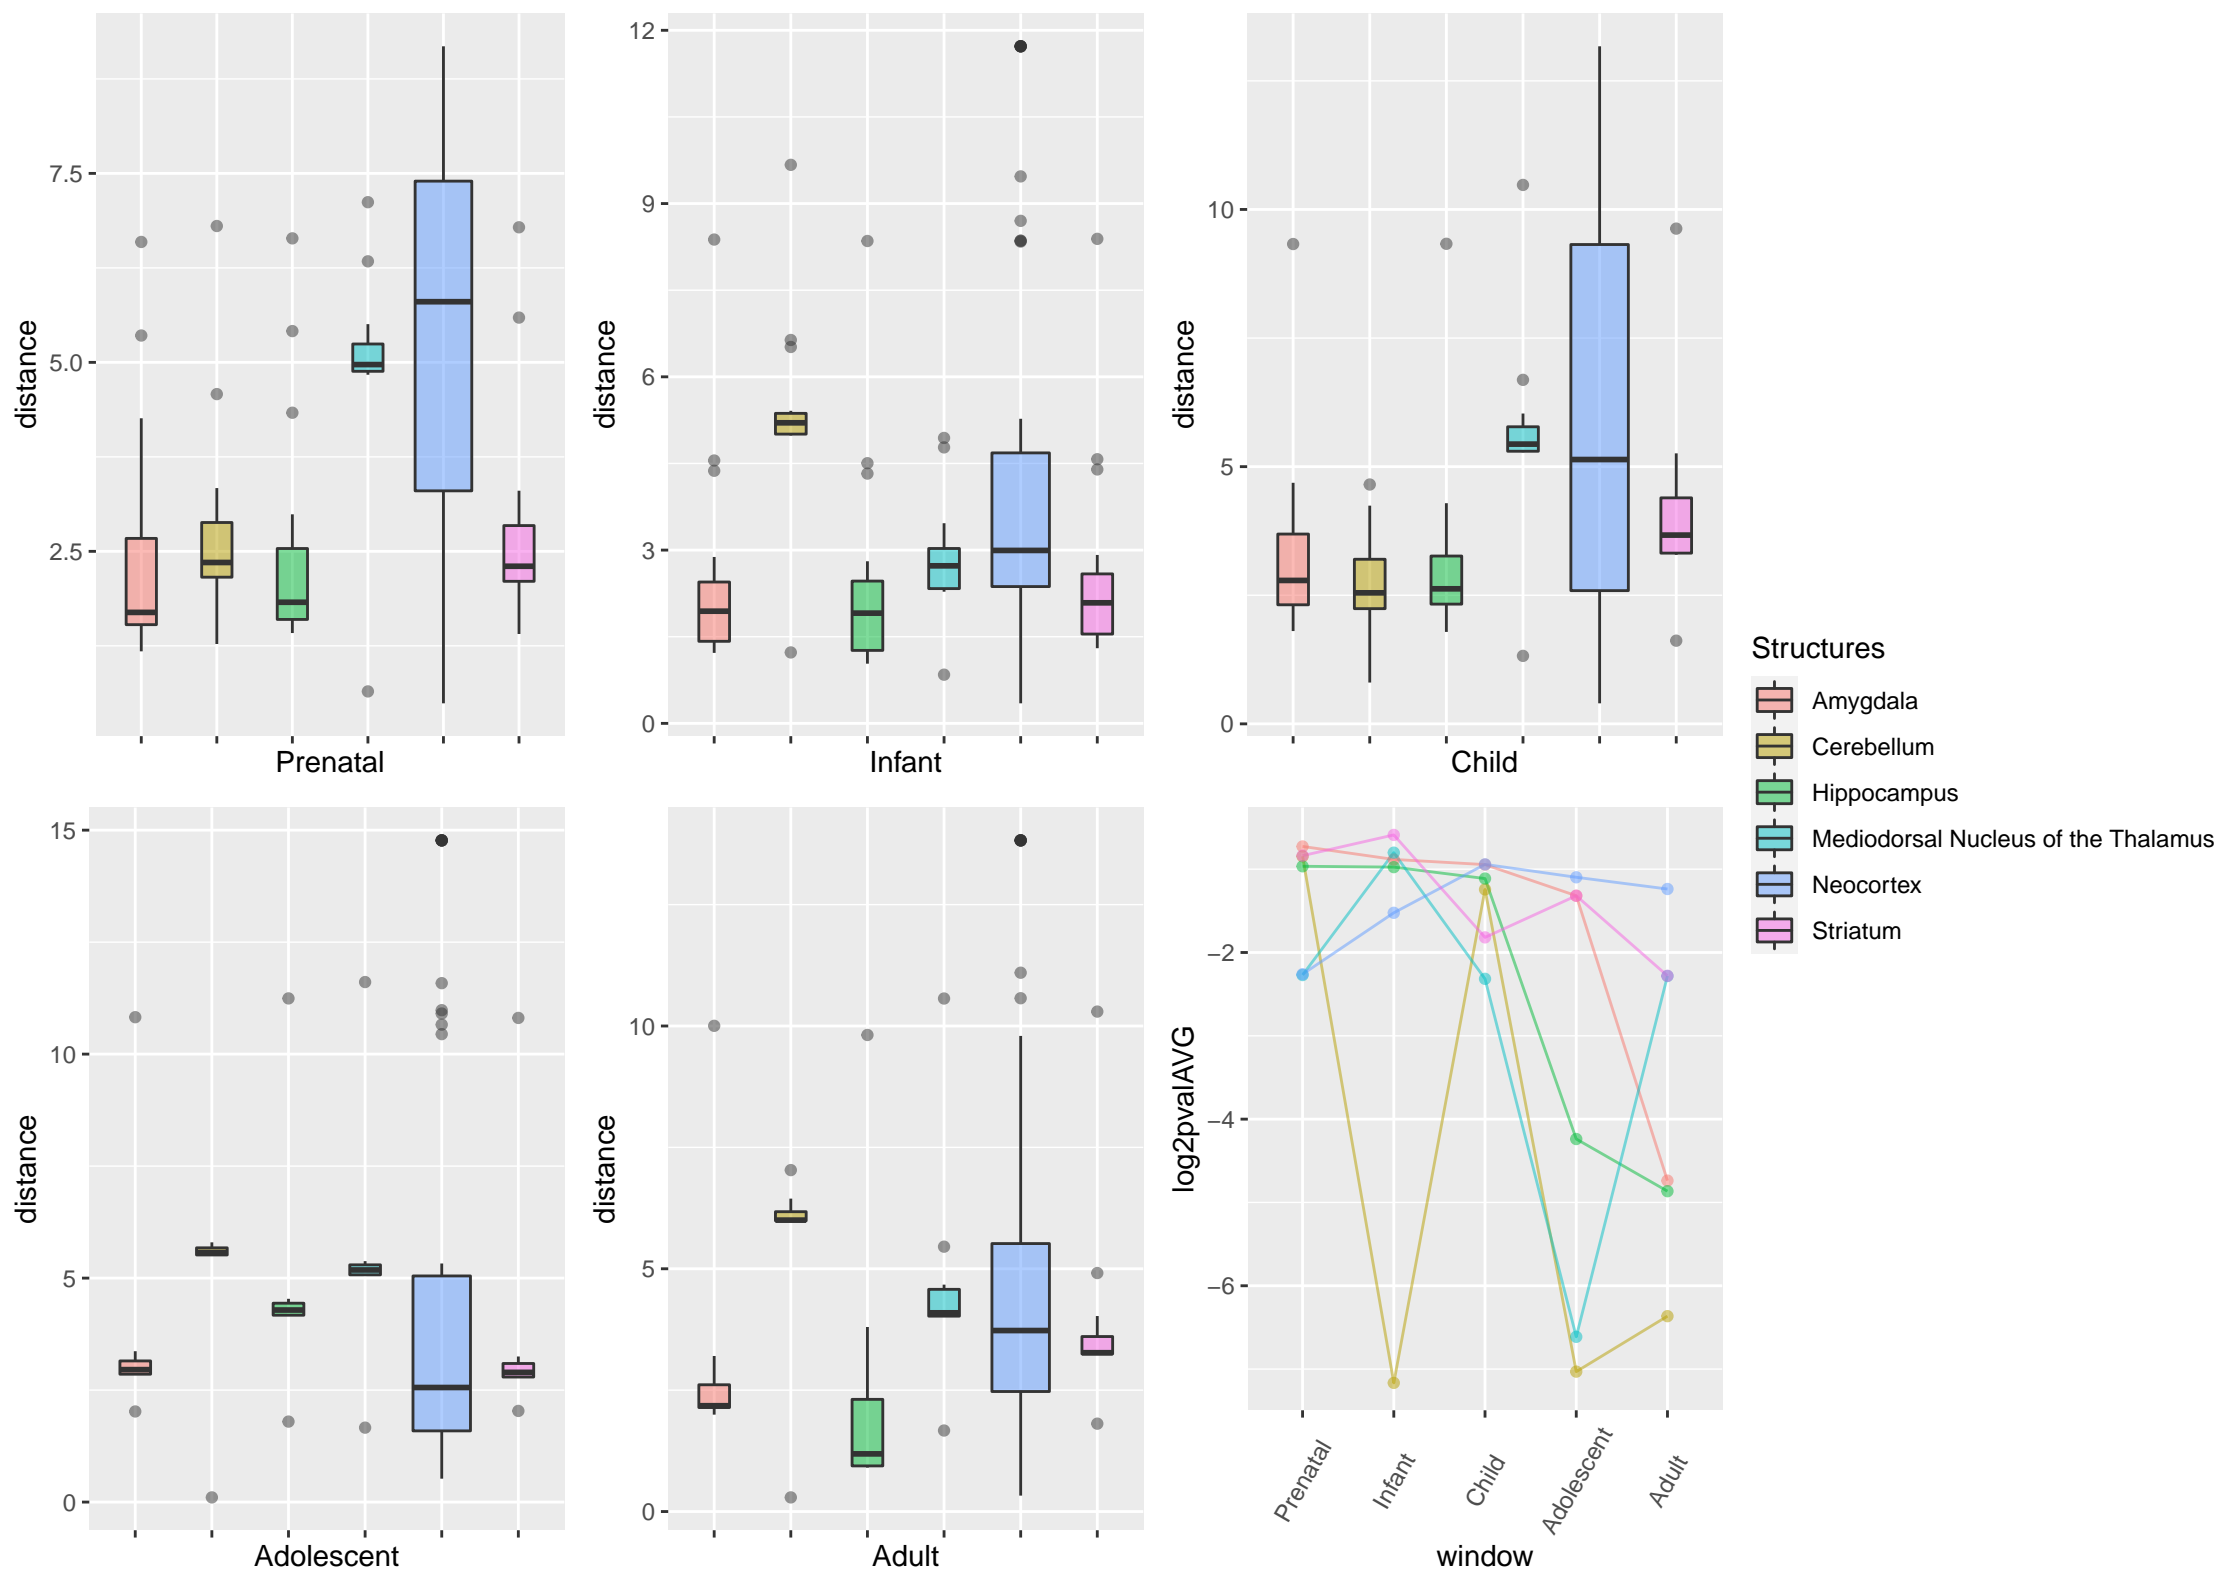 distance
7.5
5.0
2.5
Prenatal
distance
12
9
6
3
0
Infant
distance
10
5
0
Child
distance
15
10
5
0
Adolescent
distance
10
5
0
Adult
log2pvalAVG
−2
−4
−6
Prenatal
Infant
Child
Adolescent
Adult
window
Structures
Amygdala
Cerebellum
Hippocampus
Mediodorsal Nucleus of the Thalamus
Neocortex
Striatum